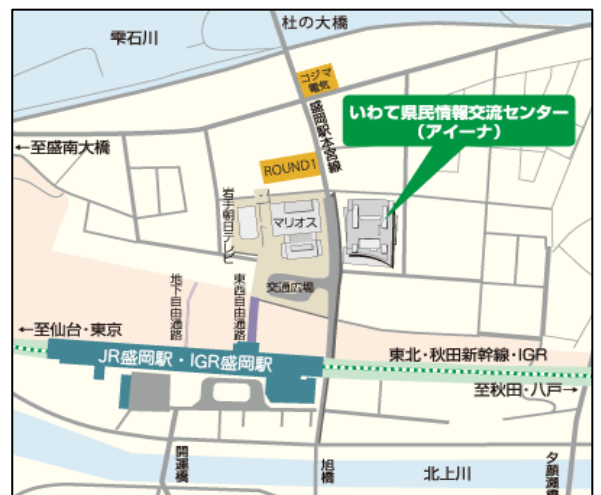 杜の大橋
雫石川
コジマ
電気
盛岡駅本宮線
いわて県民情報交流センター
（アイーナ）
←至盛南大橋
ROUND1
岩手朝日テレビ
マリオス
交通広場
地下自由通路
東西自由通路
←至仙台・東京
JR盛岡駅・IGR盛岡駅
東北・秋田新幹線・IGR
至秋田・八戸→
開運橋
旭橋
北上川
夕顔瀬橋